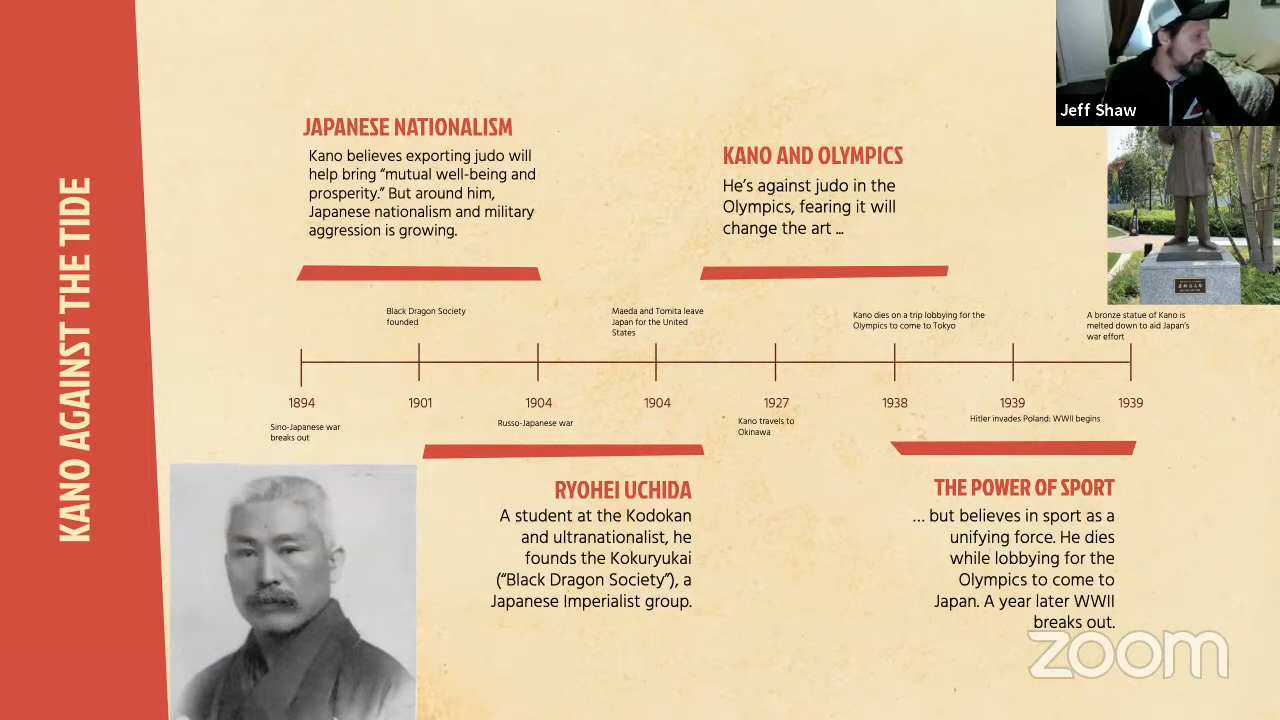 KANO AGAINST THE TIDE
Jeff Shaw
JAPANESE NATIONALISM
Kano believes exporting judo will
help bring “mutual well-being and
prosperity.” But around him,
Japanese nationalism and military
aggression is growing.
KANO AND OLYMPICS
He’s against judo in the
Olympics, fearing it will
change the art ...
Black Dragon Society
founded
Maeda and Tomita leave
Japan for the United
States
Kano dies on a trip lobbying for the
Olympics to come to Tokyo
A bronze statue of Kano is
melted down to aid Japan’s
war effort
1894
1901
1904
1904
1927
1938
1939
1939
Sino-Japanese war
breaks out
Russo-Japanese war
Kano travels to
Okinawa
Hitler invades Poland: WWII begins
RYOHEI UCHIDA
A student at the Kodokan
and ultranationalist, he
founds the Kokuryukai
(“Black Dragon Society”), a
Japanese Imperialist group.
THE POWER OF SPORT
... but believes in sport as a
unifying force. He dies
while lobbying for the
Olympics to come to
Japan. A year later WWII
breaks out.
zoom